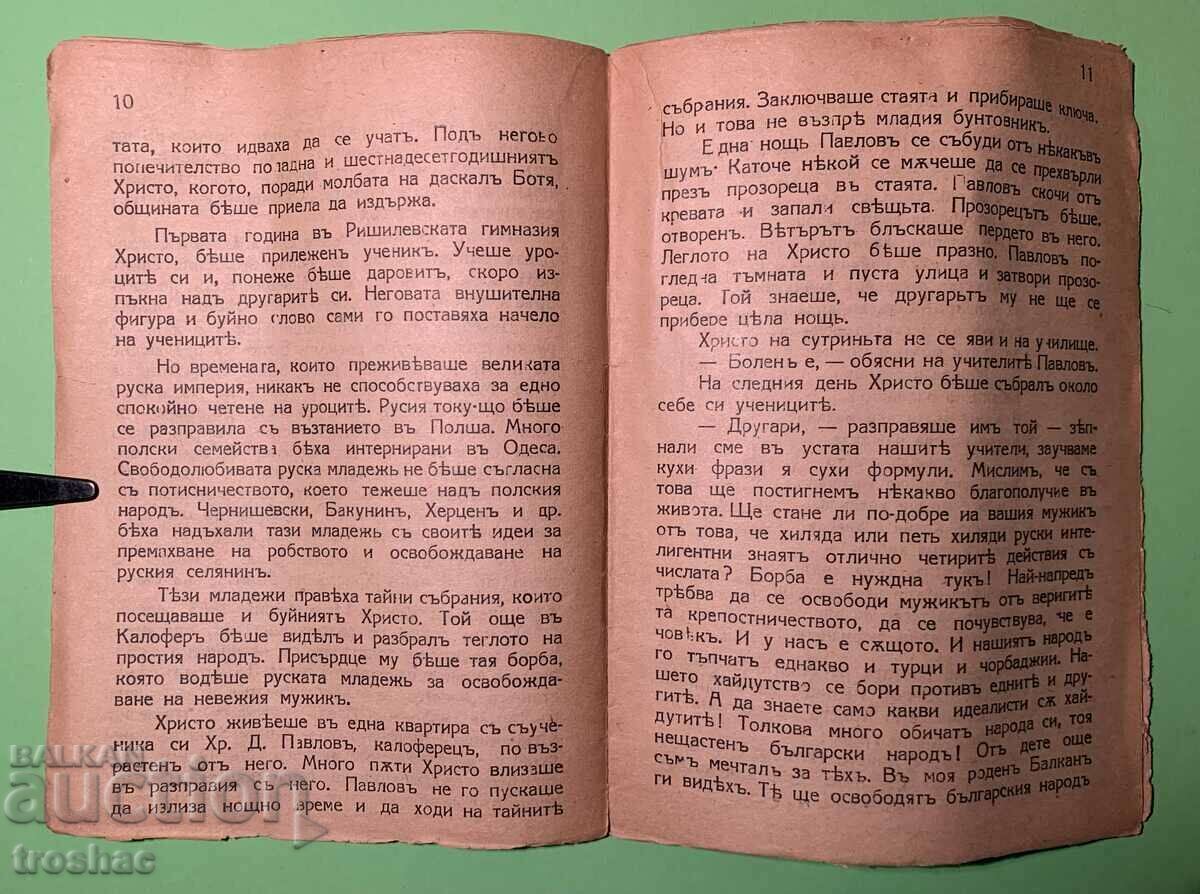 10
тата, които идваха да се учатъ. Подъ негово
попечителство попадна и шестнадесетгодишниятъ
Христо, когото, поради молбата на даскалъ Ботя,
общината бѣше приела да издържа.
Първата година въ Ришилевската гимназия
Христо, бѣше прилеженъ ученик. Учеше уро-
цитѣ си и, понеже бѣше даровитъ, скоро из-
пъкна надъ другаритѣ си. Неговата внушителна
фигура и буйно слово сами го поставяха начело
на ученицитѣ.
Но времената, които преживѣваше великата
руска империя, никакъ не способствуваха за едно
спокойно четене на уроцитѣ. Русия току-що бѣше
се разправила съ възтанието въ Полша. Много
полски семейства бѣха интернирани въ Одеса.
Свободолюбивата руска младежь не бѣше съгласна
съ потисничеството, което тежеше надъ полския
народъ. Чернишевски, Бакунинъ, Херценъ и др.
бѣха надъхали тази младежь съ своитѣ идеи за
премахване на робството и освобождаване на
руския селянинъ.
Тѣзи младежи правѣха тайни събрания, които
посещаваше и буйниятъ Христо. Той още въ
Калоферъ бѣше видѣлъ и разбралъ теглото на
простия народъ. Присърдце му бѣше тая борба,
която водѣше руската младежь за освобожда-
ване на невежия мужикъ.
Христо живѣеше въ една квартира съ съуче-
ника си Хр. Д. Павловъ, калоферецъ, по въз-
растенъ отъ него. Много пѫти Христо влизаше
въ разправия съ него. Павловъ не го пускаше
да излиза нощно време и да ходи на тайнитѣ
11
събрания. Заключваше стаята и прибираше ключа.
Но и това не възпрѣ младия бунтовникъ.
Една нощь Павловъ се събуди отъ нѣкакъвъ
шумъ. Каточе нѣкой се мѫчеше да се прехвърли
презъ прозореца въ стаята. Павловъ скочи отъ
кревата и запали свѣщьта. Прозорецътъ бѣше.
отворенъ. Вѣтърътъ блъскаше пердето въ него.
Леглото на Христо бѣше празно. Павловъ по-
гледна тъмната и пуста улица и затвори прозо-
реца. Той знаеше, че другарьтъ му не ще се
прибере цѣла нощь.
Христо на сутриньта не се яви и на училище.
— Боленъ е, — обясни на учителитѣ Павловъ.
На следния день Христо бѣше събралъ около
себе си ученицитѣ.
— Другари, — разправяше имъ той — зѣп-
нали сме въ устата нашитѣ учители, заучваме
кухи фрази я сухи формули. Мислимъ, че съ
това ще постигнемъ нѣкакво благополучие въ
живота. Ще стане ли по-добре иа вашия мужикъ
отъ това, че хиляда или петь хиляди руски инте-
лигентни знаятъ отлично четиритѣ действия съ
числата? Борба е нуждна тукъ! Най-напредъ
трѣбва да се освободи мужикътъ отъ веригитѣ
та крепостничеството, да се почувствува, че е
човѣкъ. И у насъ е сѫщото. И нашиятъ народъ
го тъпчатъ еднакво и турци и чорбаджии. На-
шето хайдутство се бори противъ еднитѣ и дру-
гитѣ. А да знаете само какви идеалисти сѫ хай-
дутитѣ! Толкова много обичатъ народа си, тоя
нещастенъ български народъ! Отъ дете още
съмъ мечталъ за тѣхъ. Въ моя роденъ Балканъ
ги видѣхъ. Тѣ ще освободятъ българския народъ
BALKAN
auction
troshac